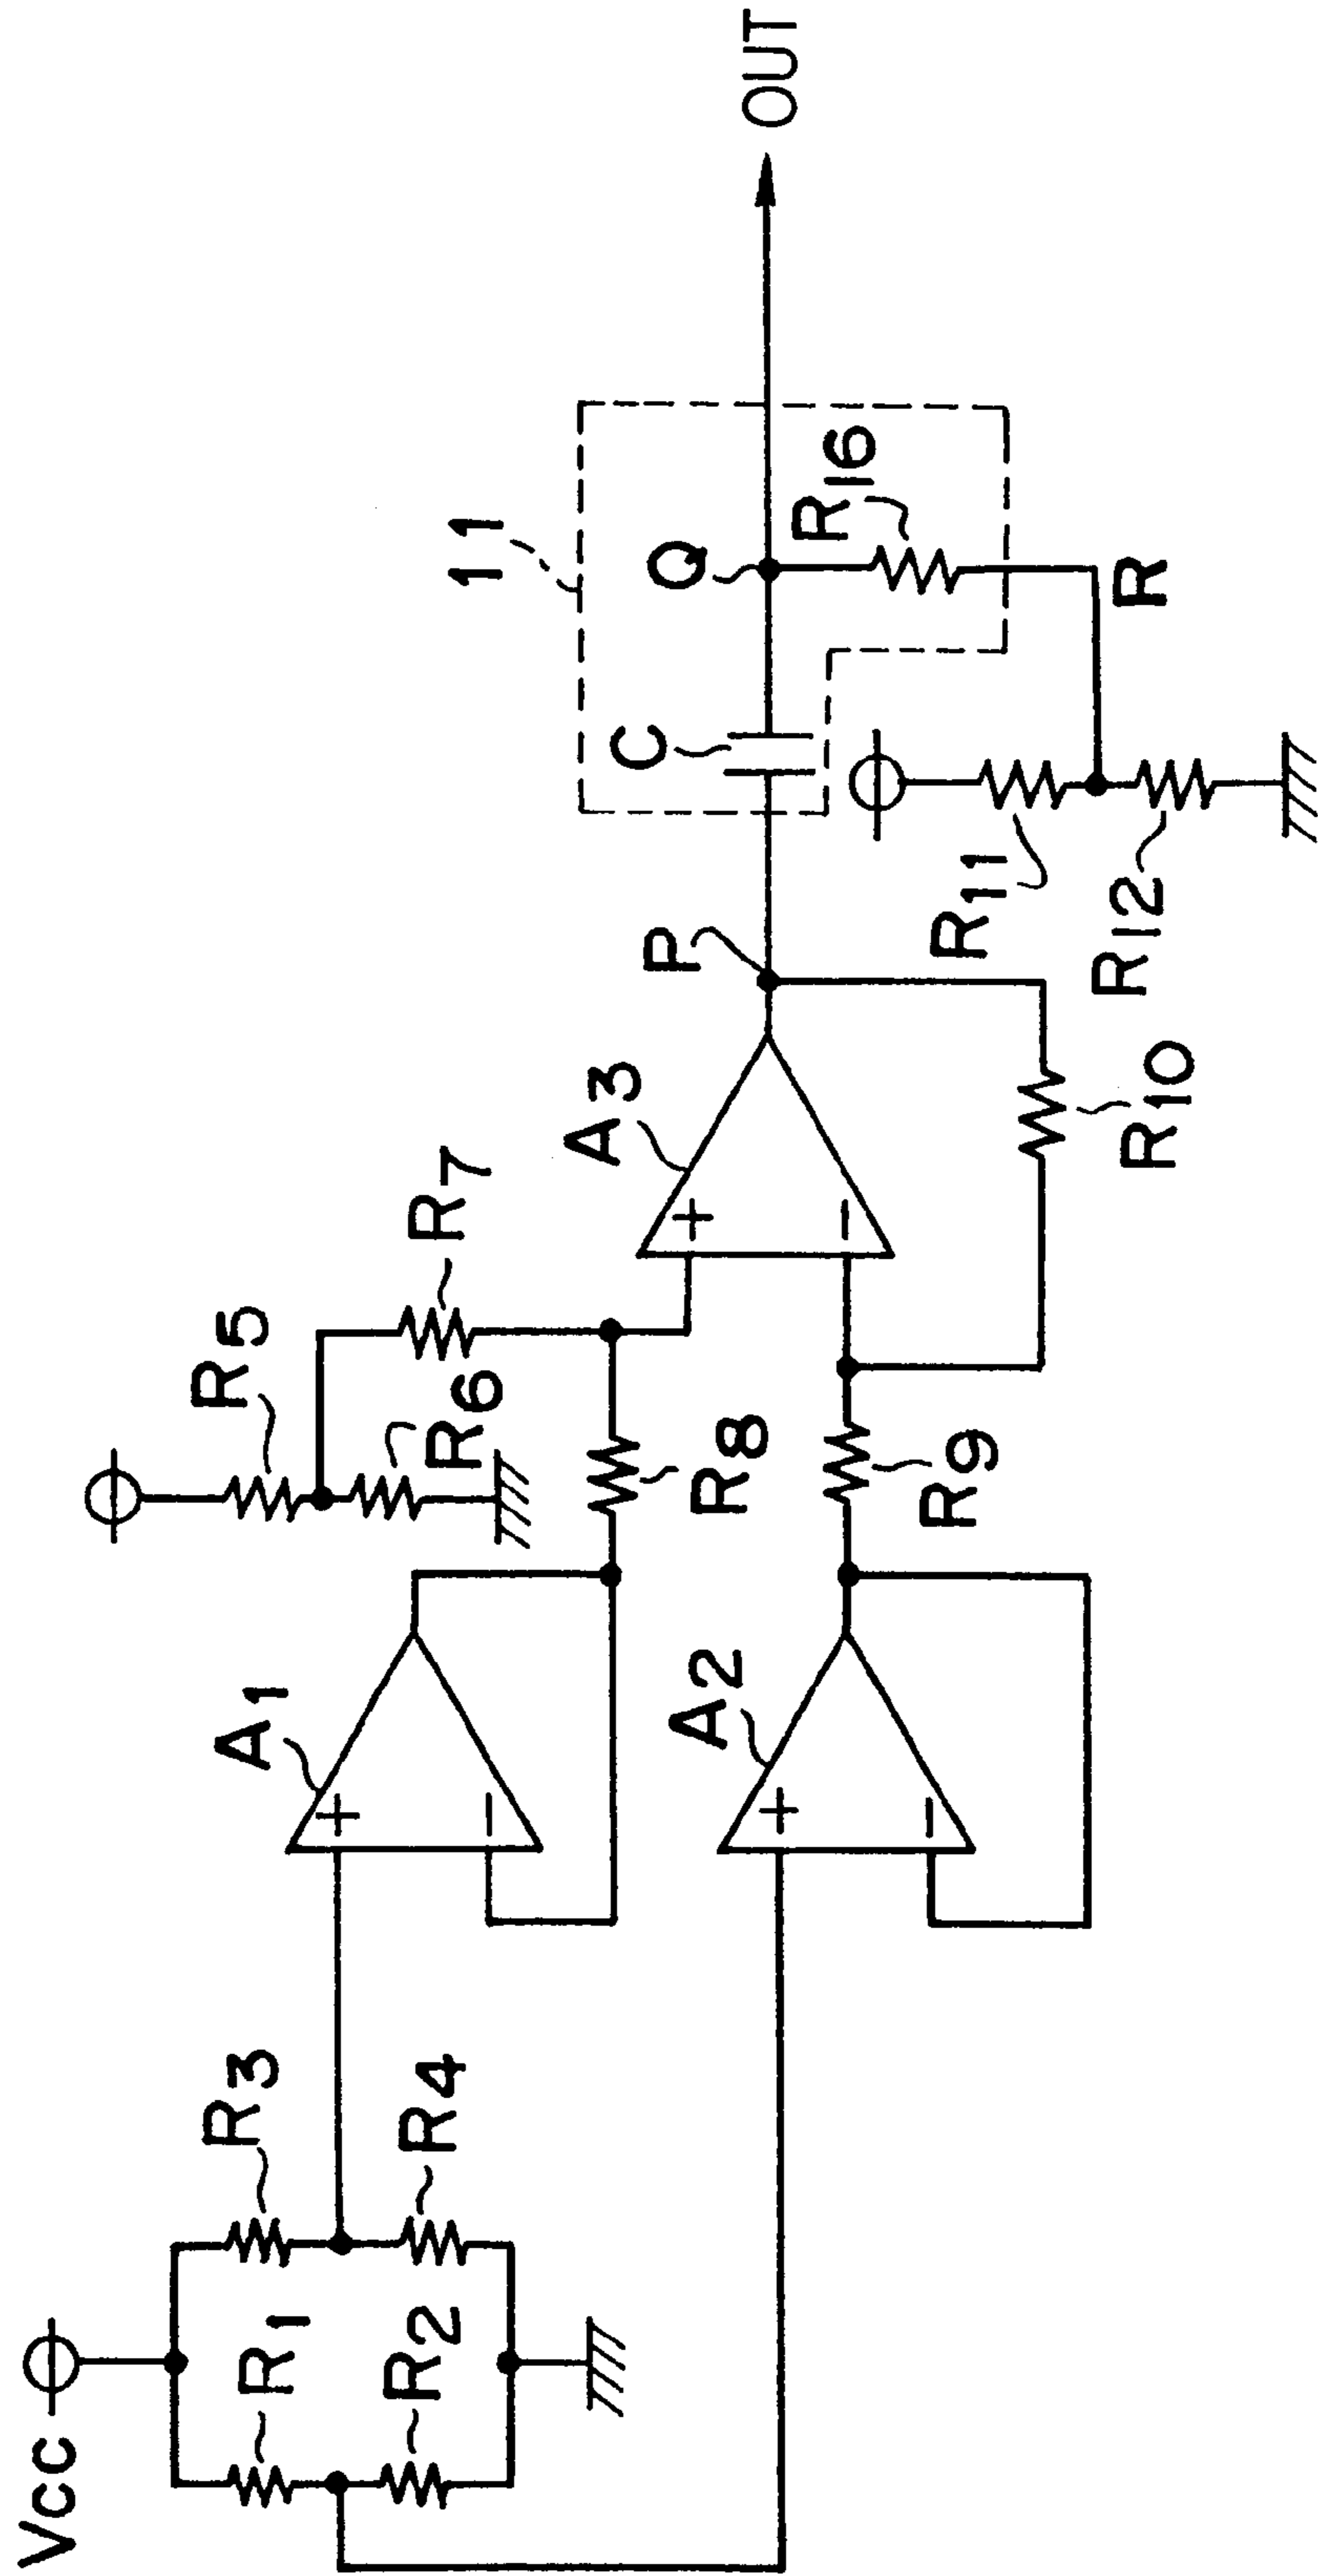 Vcc
R1
R2
R3
R4
A1
A2
R5
R6
R7
R8
R9
A3
R10
P
R11
R12
C
Q
11
R16
R
OUT
+
−
+
−
+
−